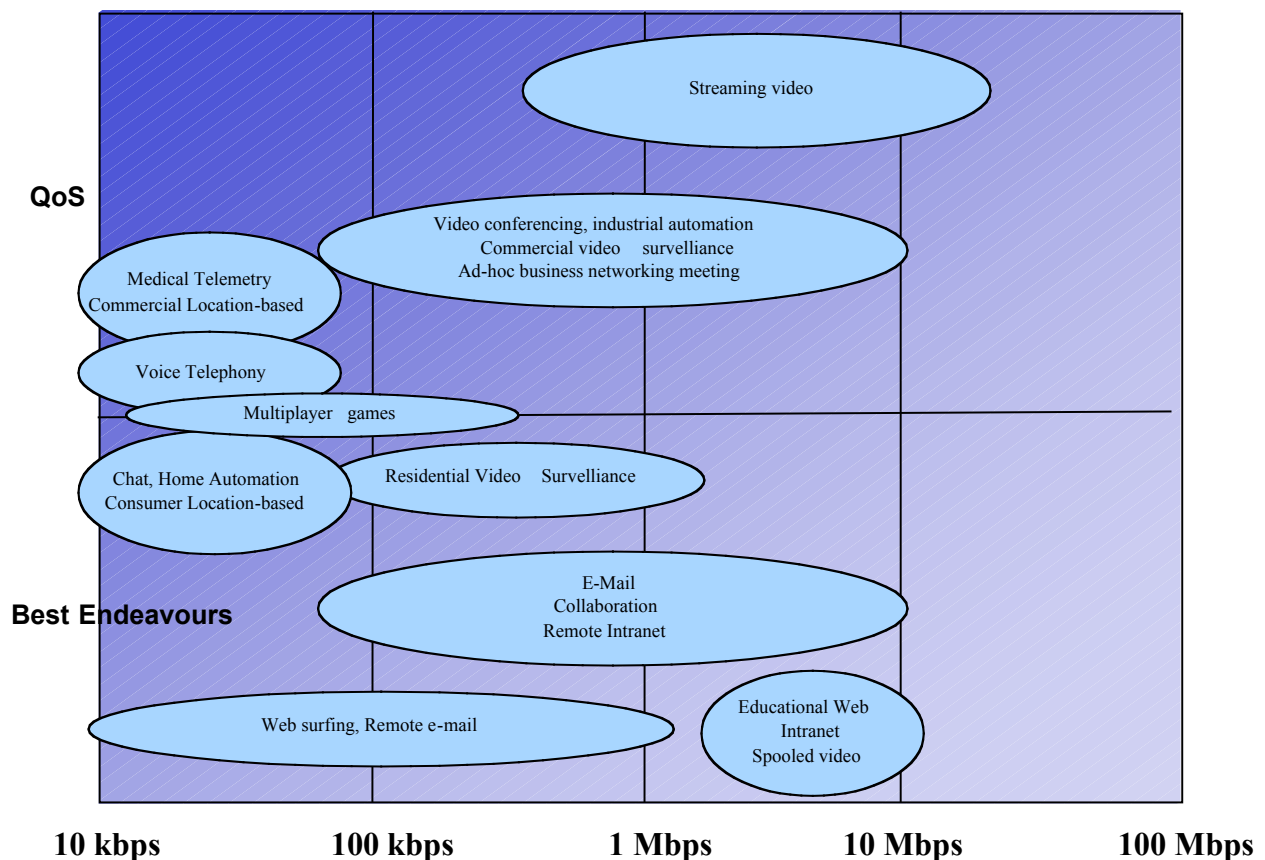 Streaming video
QoS
Video conferencing, industrial automation
Commercial video survelliance
Ad-hoc business networking meeting
Medical Telemetry
Commercial Location-based
Voice Telephony
Multiplayer games
Chat, Home Automation
Consumer Location-based
Residential Video Survelliance
E-Mail
Collaboration
Remote Intranet
Best Endeavours
Web surfing, Remote e-mail
Educational Web
Intranet
Spooled video
10 kbps 100 kbps 1 Mbps 10 Mbps 100 Mbps